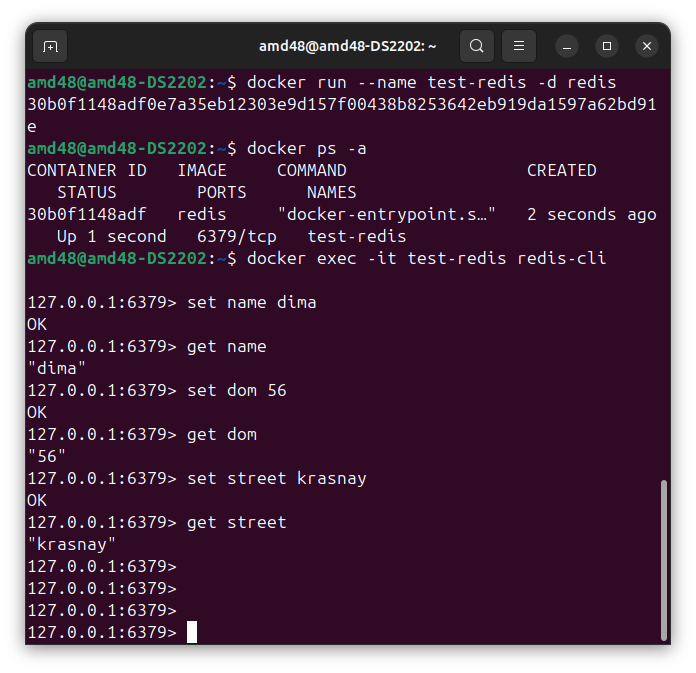 amd48@amd48-DS2202: ~
amd48@amd48-DS2202:~$ docker run --name test-redis -d redis
30b0f1148adf0e7a35eb12303e9d157f00438b8253642eb919da1597a62bd91
e
amd48@amd48-DS2202:~$ docker ps -a
CONTAINER ID   IMAGE     COMMAND                  CREATED
   STATUS        PORTS      NAMES
30b0f1148adf   redis     "docker-entrypoint.s…"   2 seconds ago
   Up 1 second   6379/tcp   test-redis
amd48@amd48-DS2202:~$ docker exec -it test-redis redis-cli
127.0.0.1:6379> set name dima
OK
127.0.0.1:6379> get name
"dima"
127.0.0.1:6379> set dom 56
OK
127.0.0.1:6379> get dom
"56"
127.0.0.1:6379> set street krasnay
OK
127.0.0.1:6379> get street
"krasnay"
127.0.0.1:6379>
127.0.0.1:6379>
127.0.0.1:6379>
127.0.0.1:6379>